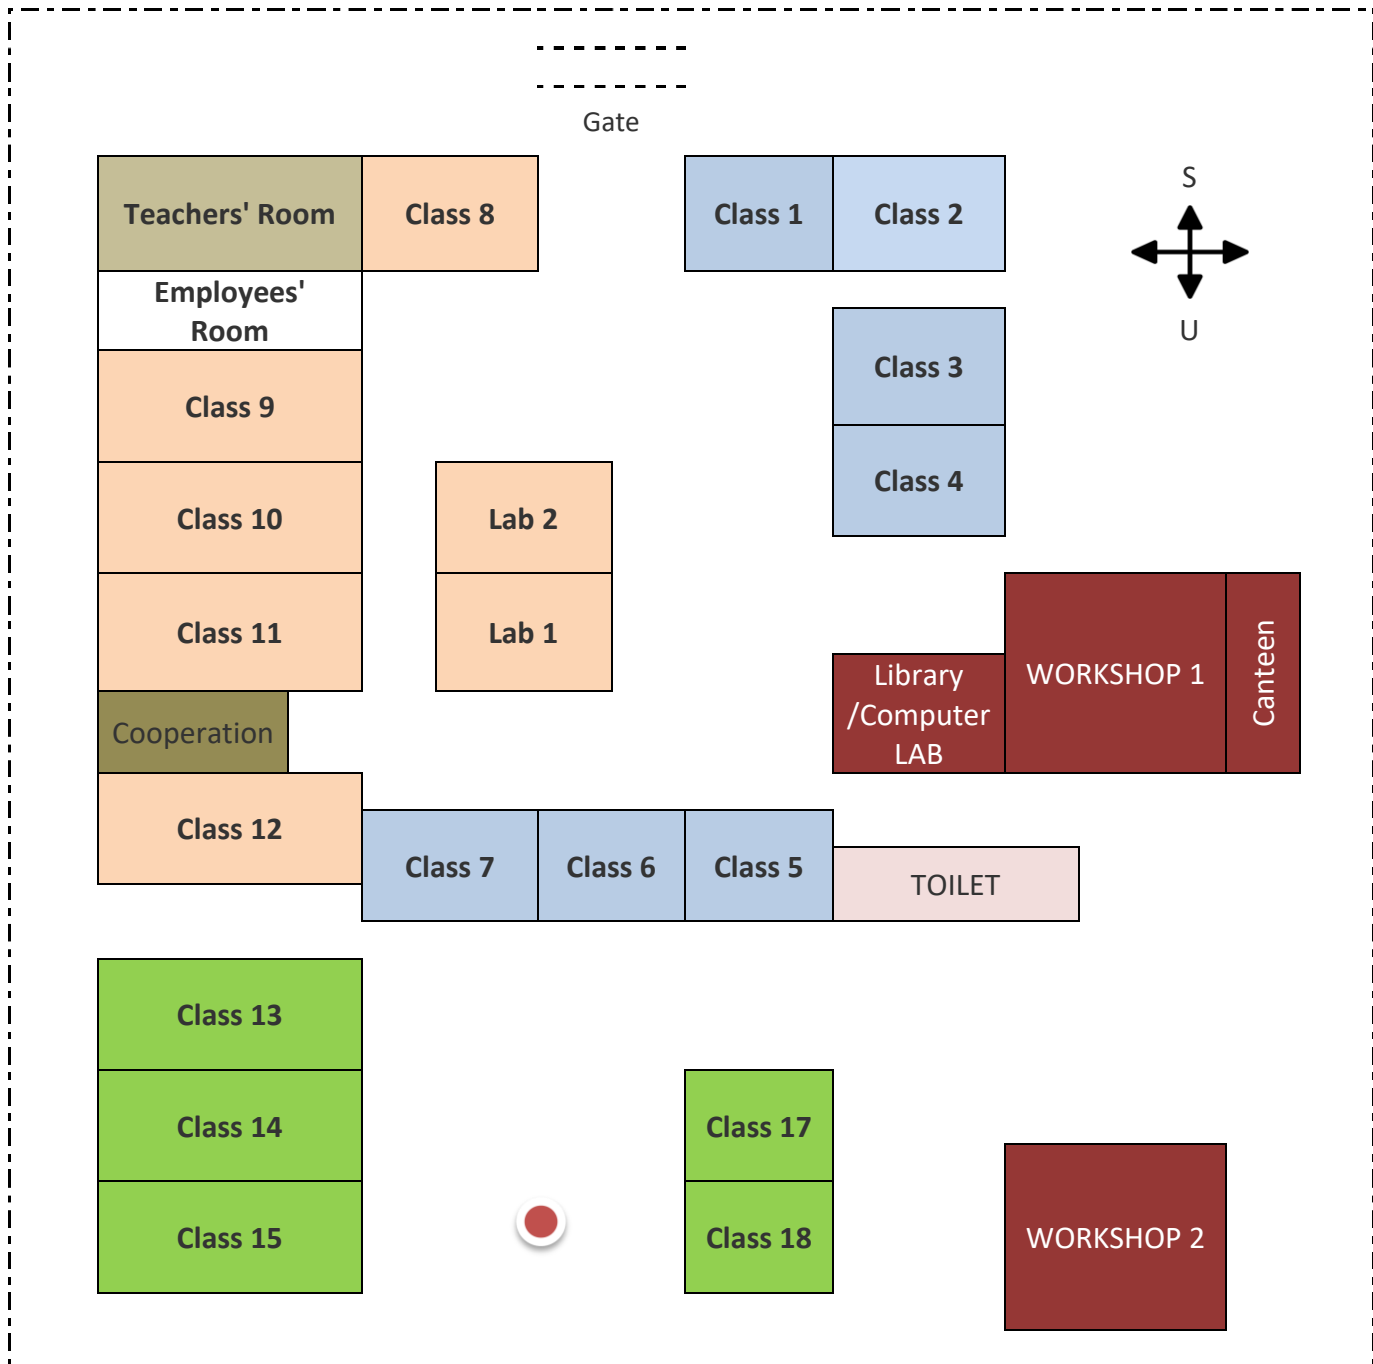 Gate
Teachers' Room
Class 8
Class 1
Class 2
S
U
Employees'
Room
Class 3
Class 9
Class 4
Class 10
Lab 2
Class 11
Lab 1
Library
/Computer
LAB
WORKSHOP 1
Canteen
Cooperation
Class 12
Class 7
Class 6
Class 5
TOILET
Class 13
Class 14
Class 17
Class 15
Class 18
WORKSHOP 2